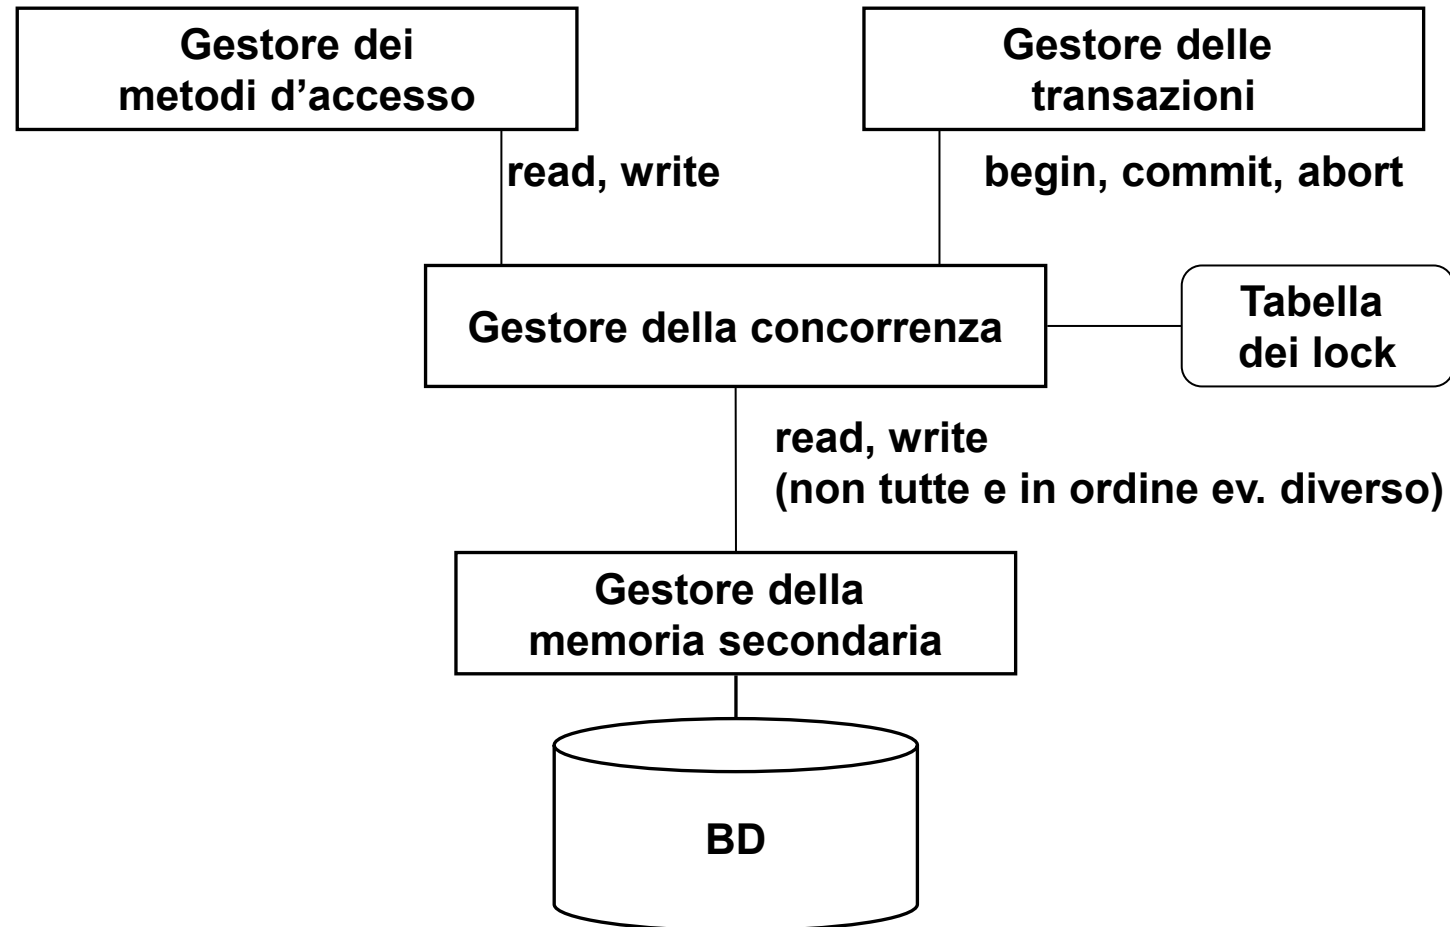 Gestore dei
metodi d’accesso
Gestore delle
transazioni
read, write
begin, commit, abort
Gestore della concorrenza
Tabella
dei lock
read, write
(non tutte e in ordine ev. diverso)
Gestore della
memoria secondaria
BD